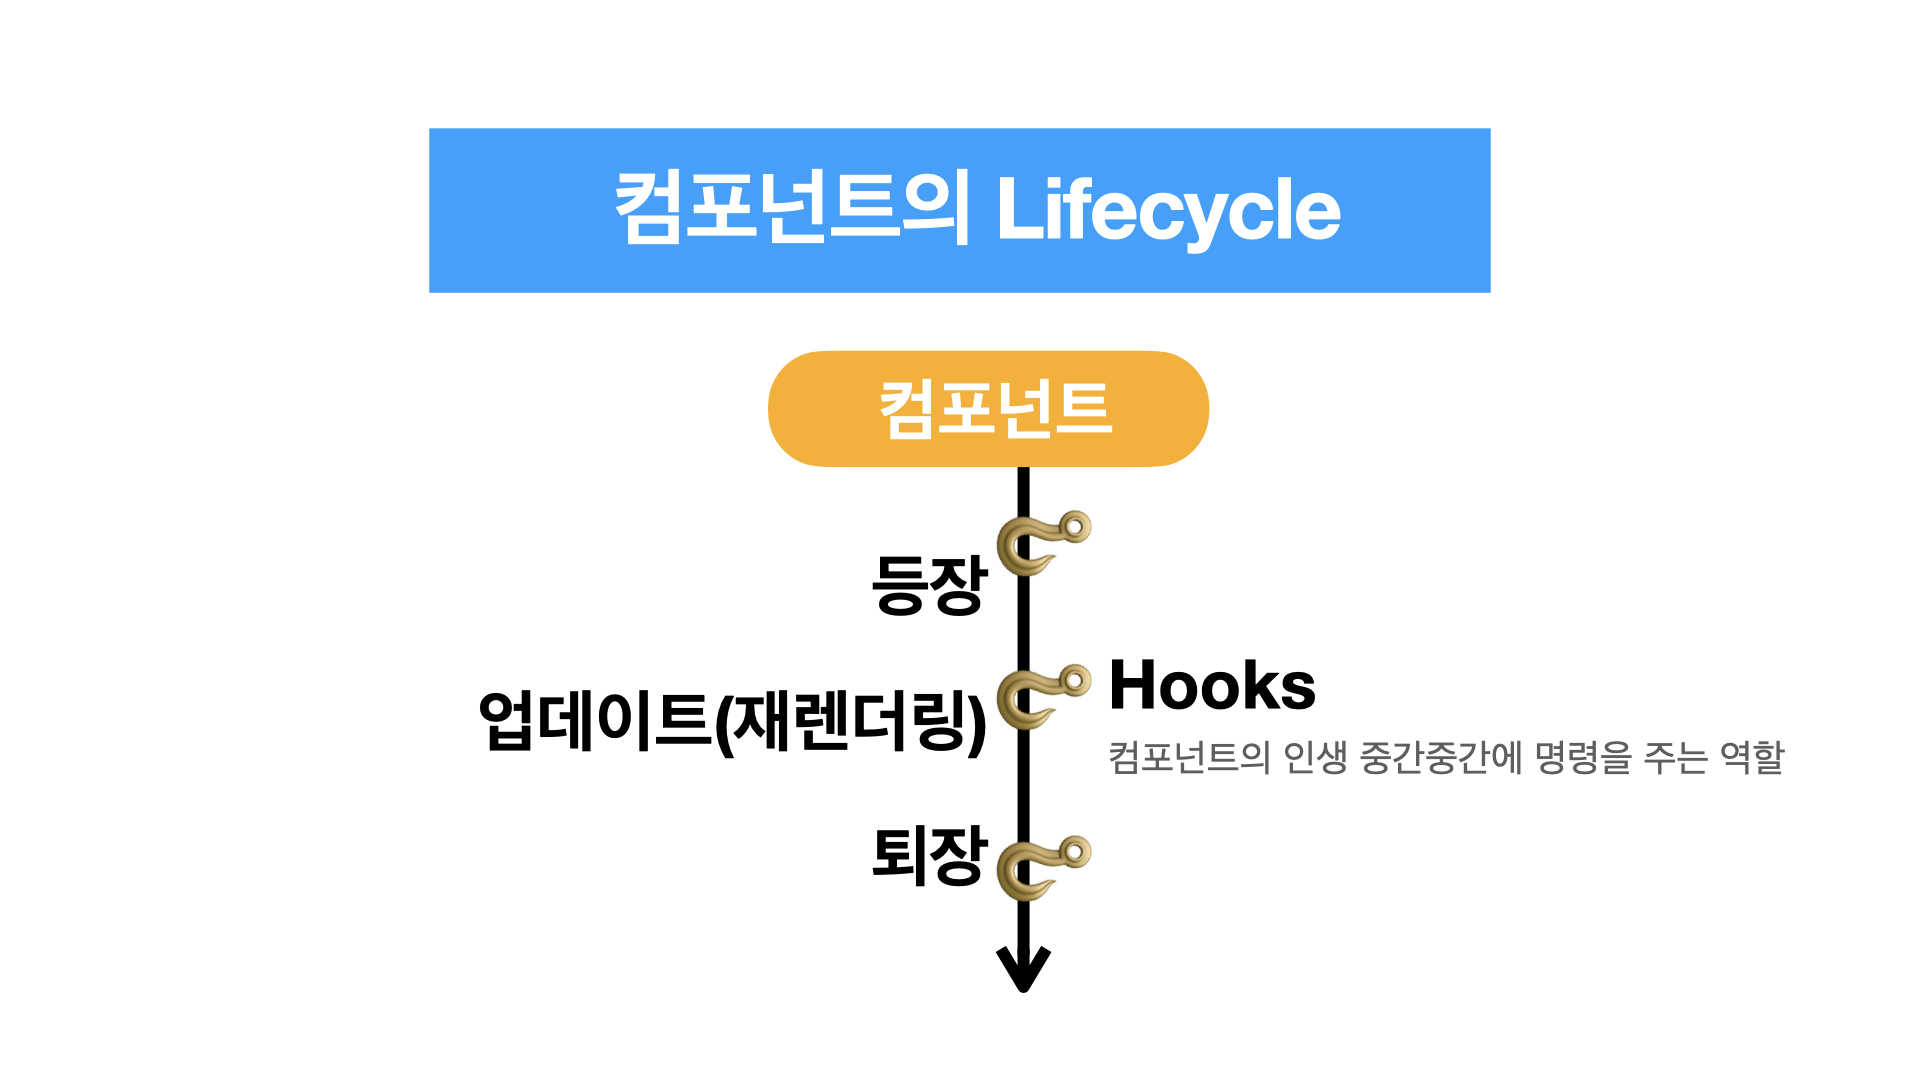 컴포넌트의 Lifecycle
컴포넌트
등장
업데이트(재렌더링)
Hooks
컴포넌트의 인생 중간중간에 명령을 주는 역할
퇴장